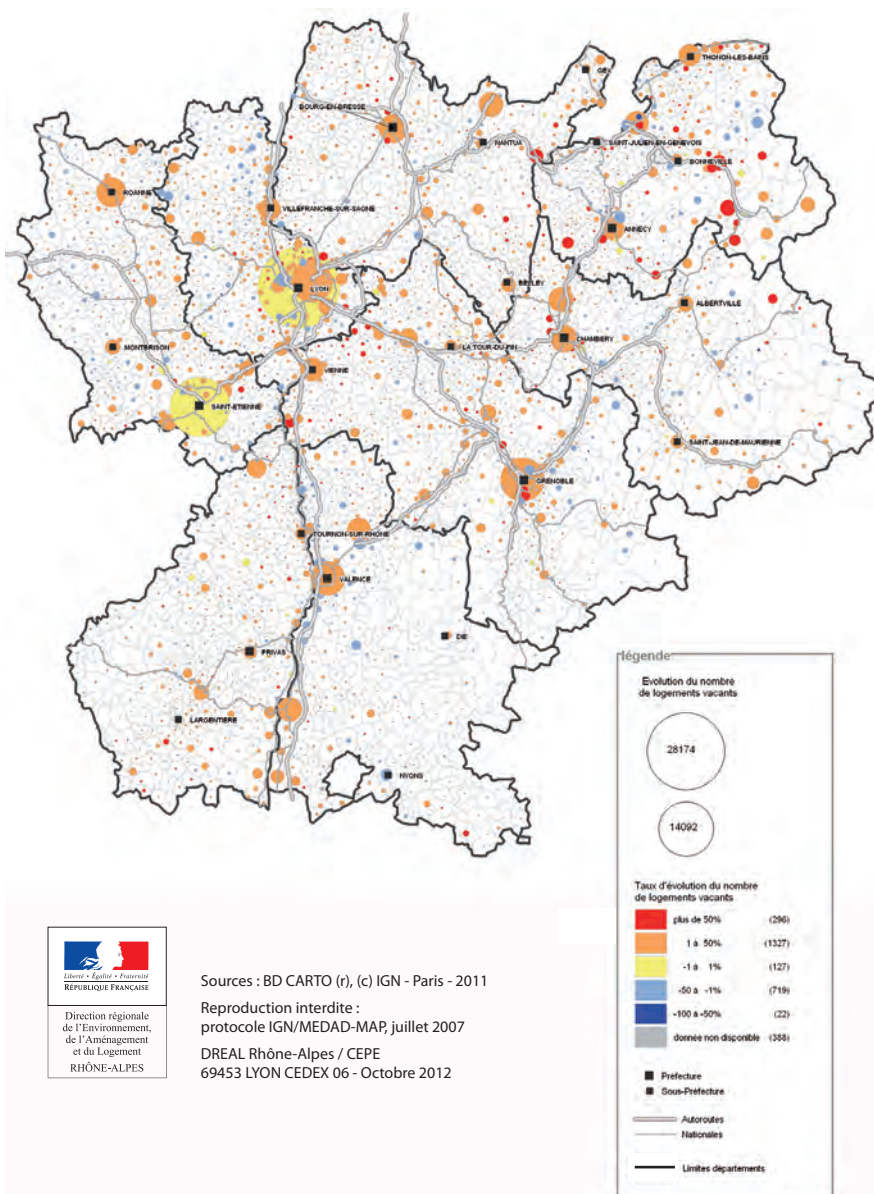 THONON-LES-BAINS
GEX
BOURG-EN-BRESSE
NANTUA
SAINT-JULIEN-EN-GENEVOIS
BONNEVILLE
ROANNE
VILLEFRANCHE-SUR-SAONE
ANNECY
LYON
BELLEY
ALBERTVILLE
MONTBRISON
LA TOUR-DU-PIN
CHAMBERY
VIENNE
SAINT-ETIENNE
SAINT-JEAN-DE-MAURIENNE
GRENOBLE
TOURNON-SUR-RHONE
VALENCE
DIE
PRIVAS
LARGENTIERE
NYONS
légende
Evolution du nombre
de logements vacants
28174
14092
Taux d'évolution du nombre
de logements vacants
plus de 50% (296)
1 à 50% (1327)
-1 à 1% (127)
-50 à -1% (719)
-100 à -50% (22)
donnée non disponible (388)
Préfecture
Sous-Préfecture
Autoroutes
Nationales
Limites départements
Liberté • Égalité • Fraternité
RÉPUBLIQUE FRANÇAISE
Direction régionale
de l'Environnement,
de l'Aménagement
et du Logement
RHÔNE-ALPES
Sources : BD CARTO (r), (c) IGN - Paris - 2011
Reproduction interdite :
protocole IGN/MEDAD-MAP, juillet 2007
DREAL Rhône-Alpes / CEPE
69453 LYON CEDEX 06 - Octobre 2012